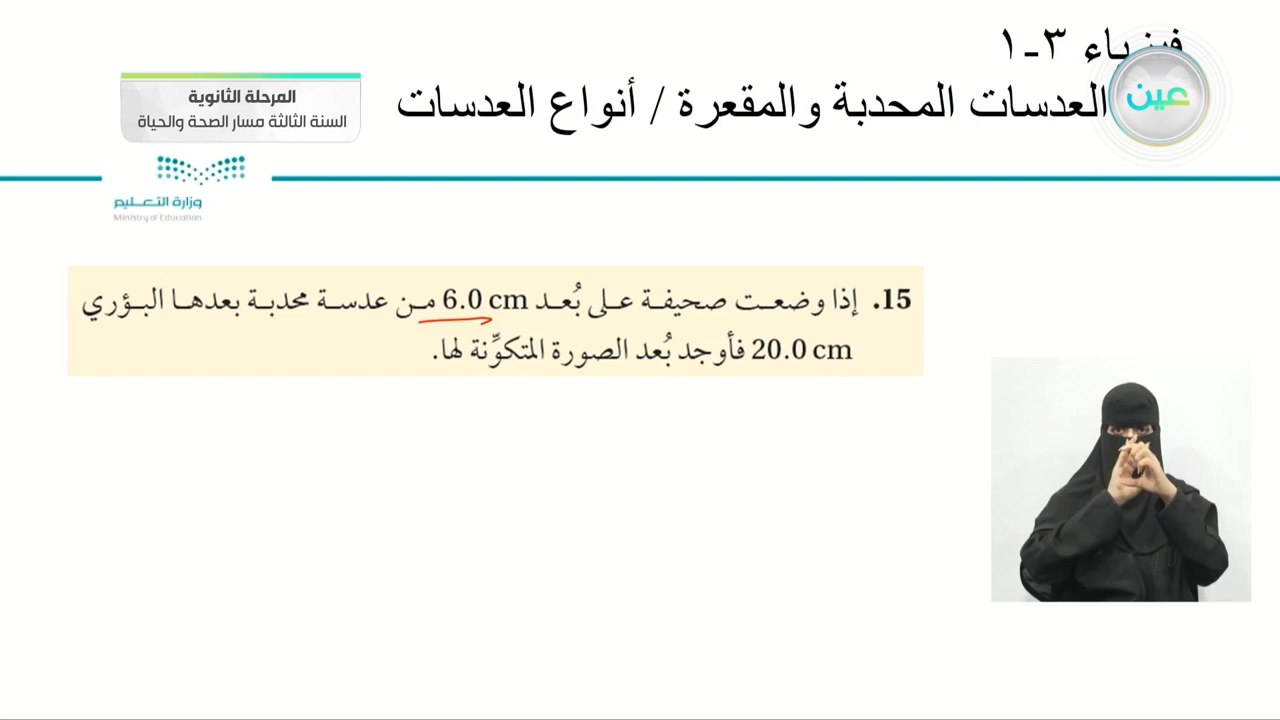 فيزياء ٣-١
عين
العدسات المحدبة والمقعرة / أنواع العدسات
المرحلة الثانوية
السنة الثالثة مسار الصحة والحياة
وزارة التعليم
Ministry of Education
15. إذا وضعت صحيفة على بُعد 6.0 cm من عدسة محدبة بعدها البؤري
20.0 cm فأوجد بُعد الصورة المتكوِّنة لها.